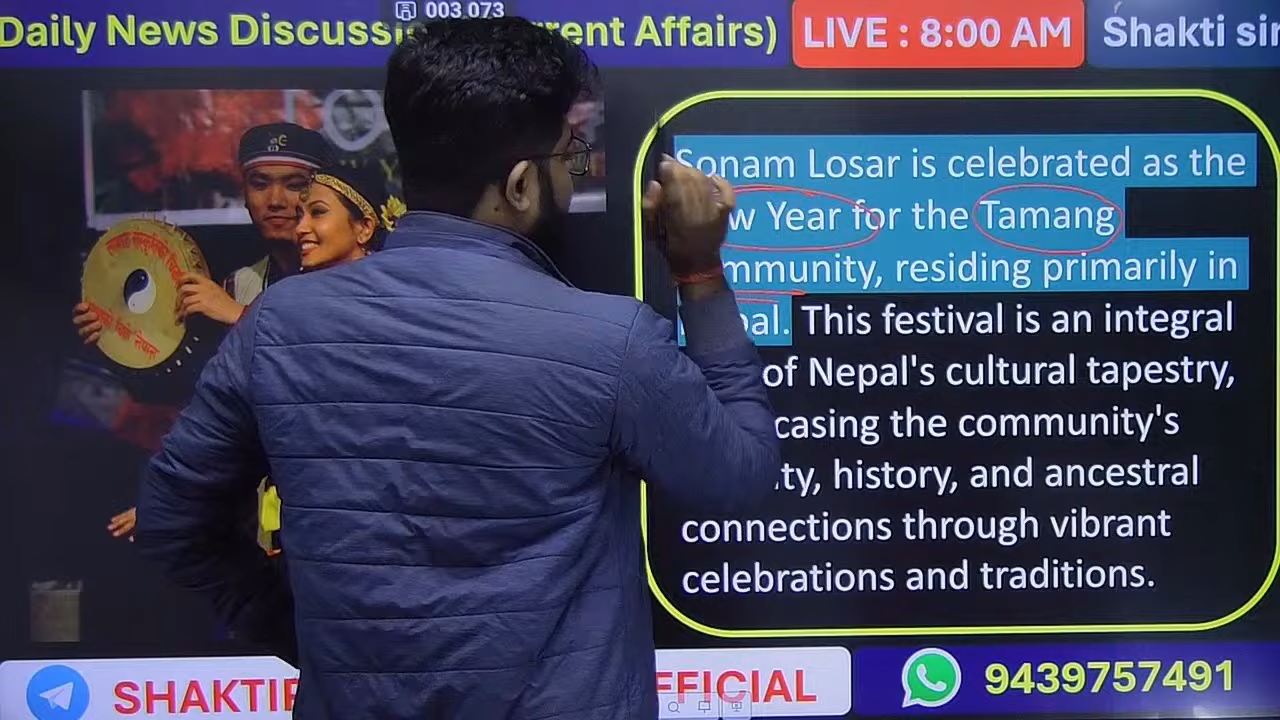 003 073
Daily News Discussi rent Affairs)
LIVE : 8:00 AM
Shakti sin
Sonam Losar is celebrated as the
w Year for the Tamang
mmunity, residing primarily in
pal. This festival is an integral
of Nepal's cultural tapestry,
casing the community's
ty, history, and ancestral
connections through vibrant
celebrations and traditions.
SHAKTI FFICIAL
9439757491